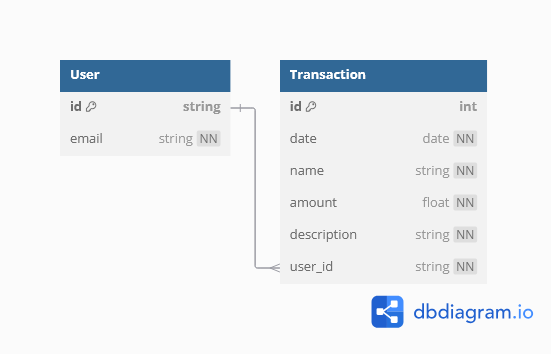 User
id string
email string NN
Transaction
id int
date date NN
name string NN
amount float NN
description string NN
user_id string NN
dbdiagram.io